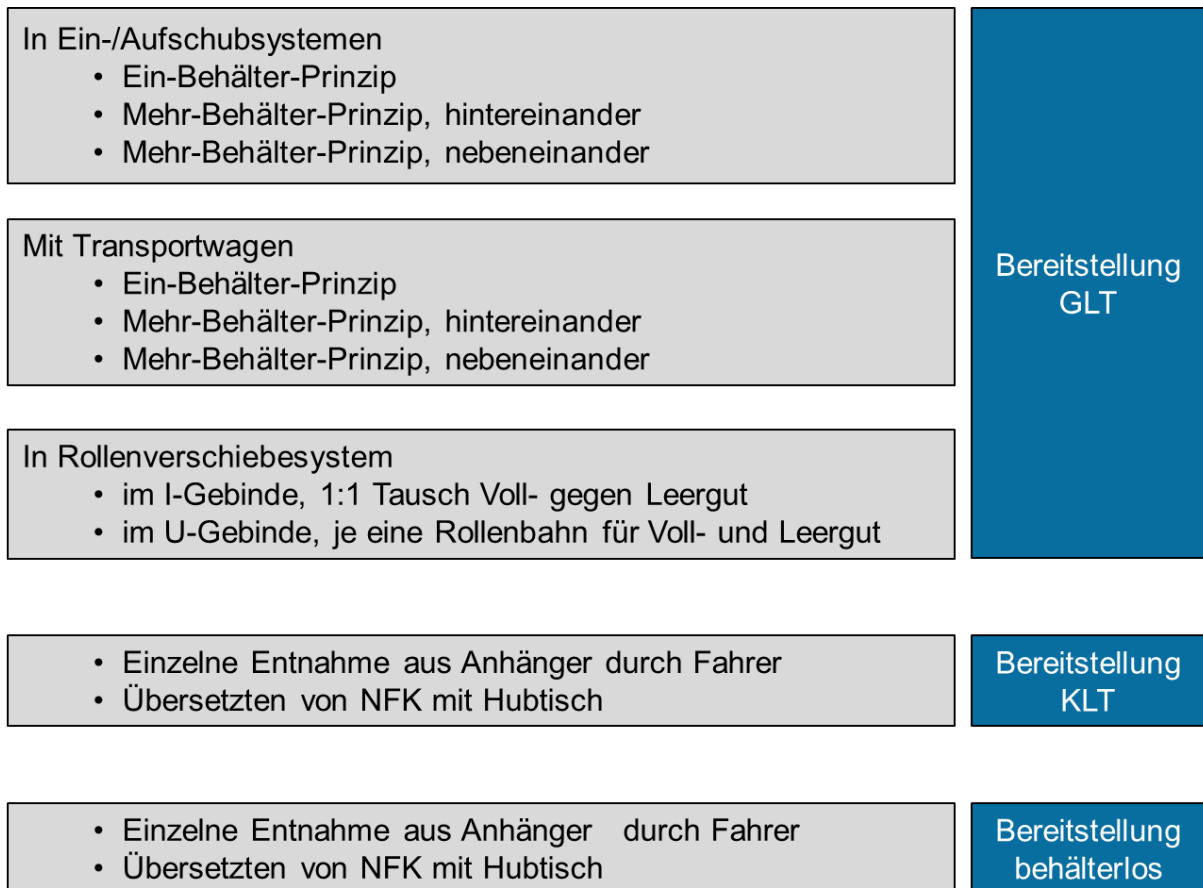 In Ein-/Aufschubsystemen
• Ein-Behälter-Prinzip
• Mehr-Behälter-Prinzip, hintereinander
• Mehr-Behälter-Prinzip, nebeneinander
Mit Transportwagen
• Ein-Behälter-Prinzip
• Mehr-Behälter-Prinzip, hintereinander
• Mehr-Behälter-Prinzip, nebeneinander
In Rollenverschiebesystem
• im I-Gebinde, 1:1 Tausch Voll- gegen Leergut
• im U-Gebinde, je eine Rollenbahn für Voll- und Leergut
Bereitstellung
GLT
• Einzelne Entnahme aus Anhänger durch Fahrer
• Übersetzten von NFK mit Hubtisch
Bereitstellung
KLT
• Einzelne Entnahme aus Anhänger durch Fahrer
• Übersetzten von NFK mit Hubtisch
Bereitstellung
behälterlos